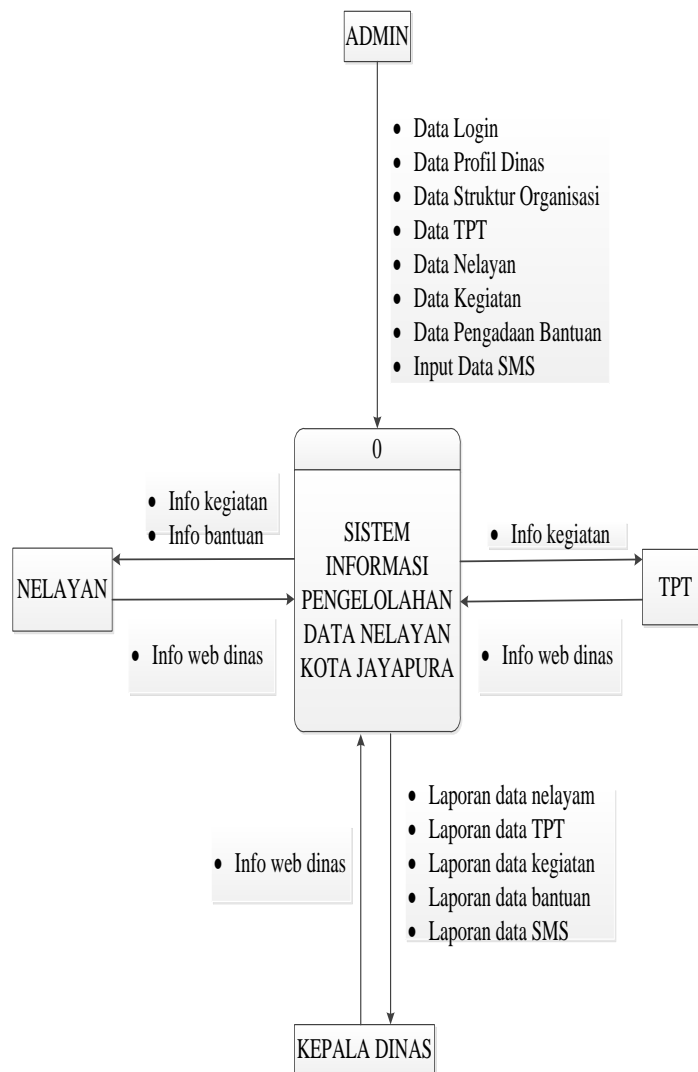 ADMIN
• Data Login
• Data Profil Dinas
• Data Struktur Organisasi
• Data TPT
• Data Nelayan
• Data Kegiatan
• Data Pengadaan Bantuan
• Input Data SMS
0
SISTEM
INFORMASI
PENGELOLAHAN
DATA NELAYAN
KOTA JAYAPURA
• Info kegiatan
• Info bantuan
NELAYAN
• Info web dinas
• Info kegiatan
TPT
• Info web dinas
• Info web dinas
• Laporan data nelayam
• Laporan data TPT
• Laporan data kegiatan
• Laporan data bantuan
• Laporan data SMS
KEPALA DINAS